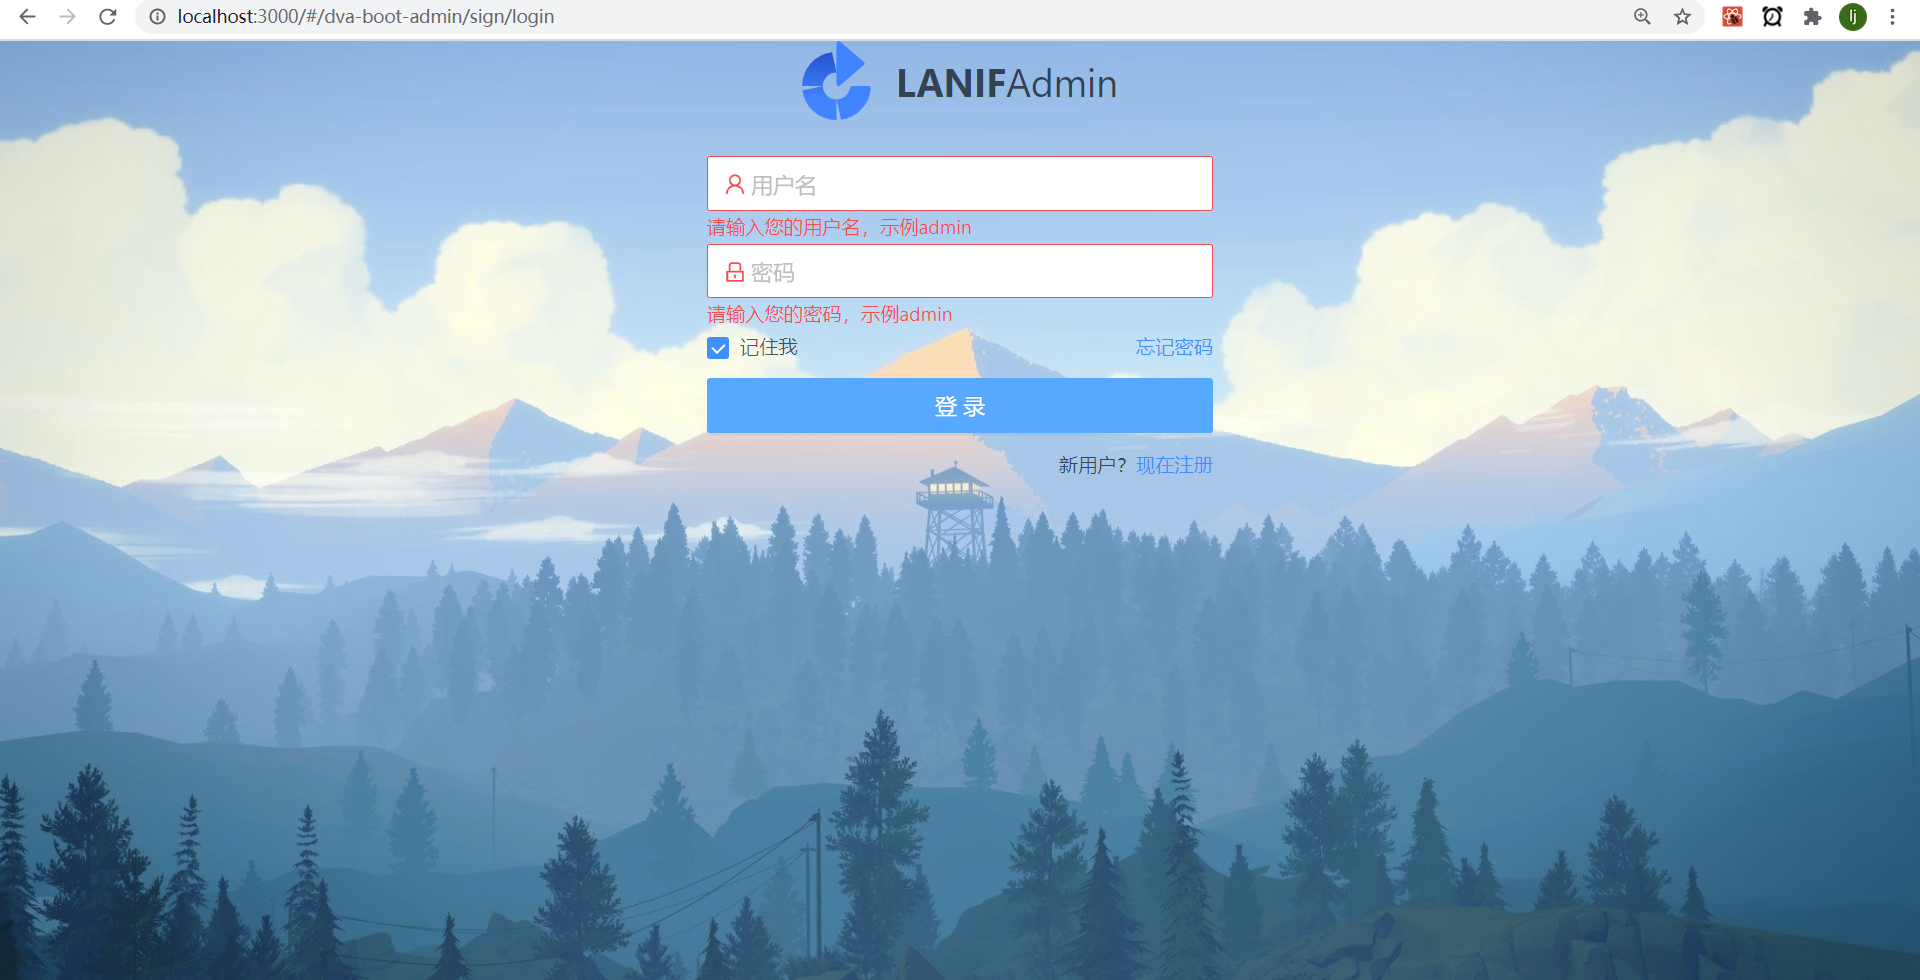 localhost:3000/#/dva-boot-admin/sign/login
lj
LANIFAdmin
用户名
请输入您的用户名，示例admin
密码
请输入您的密码，示例admin
记住我
忘记密码
登 录
新用户？现在注册